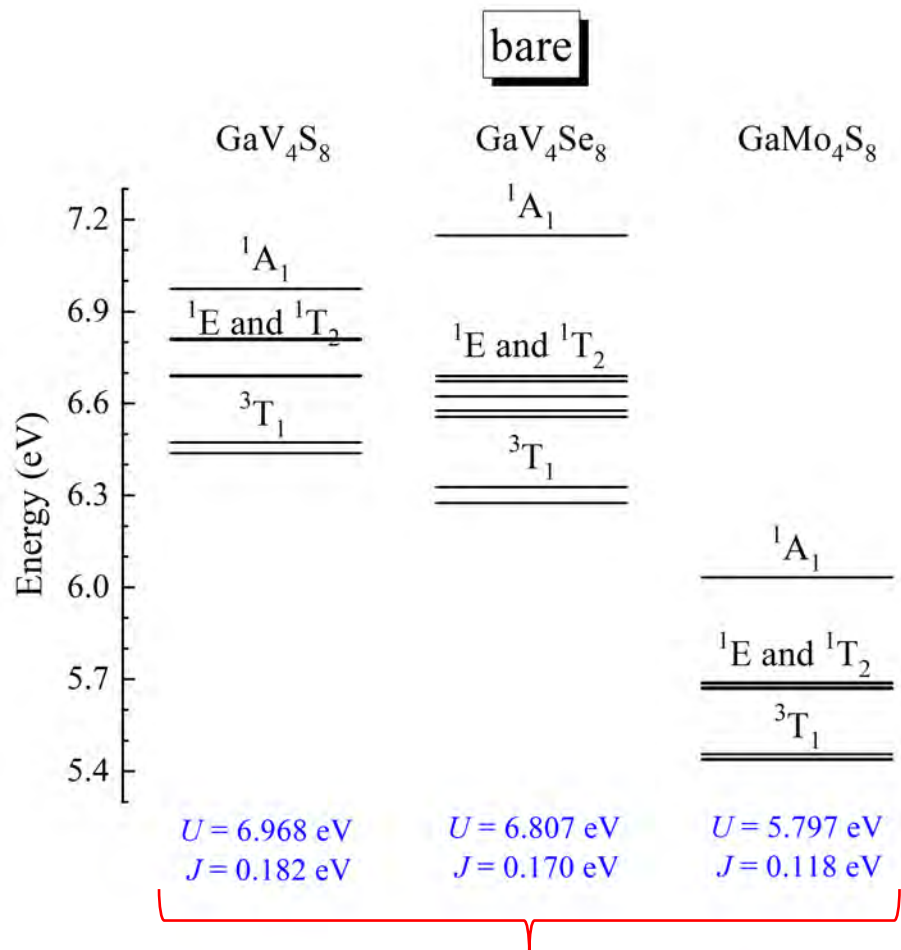 bare
GaV₄S₈ GaV₄Se₈ GaMo₄S₈
7.2
6.9
6.6
6.3
6.0
5.7
5.4
Energy (eV)
¹A₁
¹E and ¹T₂
³T₁
¹A₁
¹E and ¹T₂
³T₁
¹A₁
¹E and ¹T₂
³T₁
U = 6.968 eV U = 6.807 eV U = 5.797 eV
J = 0.182 eV J = 0.170 eV J = 0.118 eV